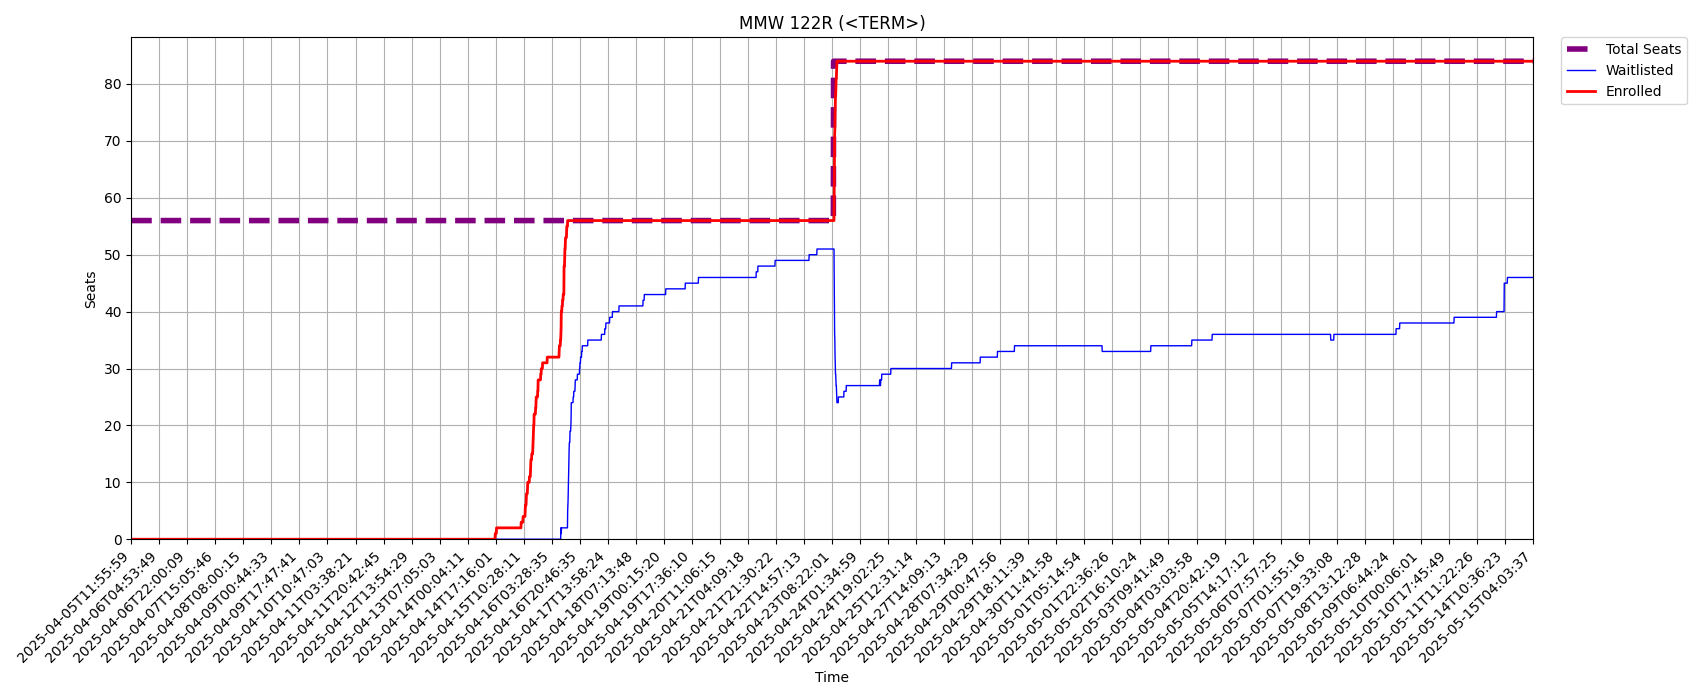 MMW 122R (<TERM>)
Total Seats
Waitlisted
Enrolled
80
70
60
50
40
30
20
10
0
Seats
2025-04-05T11:55:59
2025-04-06T04:53:49
2025-04-06T22:00:09
2025-04-07T15:05:46
2025-04-08T08:00:15
2025-04-09T00:44:33
2025-04-09T17:47:41
2025-04-10T10:47:03
2025-04-11T03:38:21
2025-04-11T20:42:45
2025-04-12T13:54:29
2025-04-13T07:05:03
2025-04-14T00:04:11
2025-04-14T17:16:01
2025-04-15T10:28:11
2025-04-16T03:28:35
2025-04-16T20:46:35
2025-04-17T13:58:24
2025-04-18T07:13:48
2025-04-19T00:15:20
2025-04-19T17:36:10
2025-04-20T11:06:15
2025-04-21T04:09:18
2025-04-21T21:30:22
2025-04-22T14:57:13
2025-04-23T08:22:01
2025-04-24T01:34:59
2025-04-24T19:02:25
2025-04-25T12:31:14
2025-04-27T14:09:13
2025-04-28T07:34:29
2025-04-29T00:47:56
2025-04-29T18:11:39
2025-04-30T11:41:58
2025-05-01T05:14:54
2025-05-01T22:36:26
2025-05-02T16:10:24
2025-05-03T09:41:49
2025-05-04T03:03:58
2025-05-04T20:42:19
2025-05-05T14:17:12
2025-05-06T07:57:25
2025-05-07T01:55:16
2025-05-07T19:33:08
2025-05-08T13:12:28
2025-05-09T06:44:24
2025-05-10T00:06:01
2025-05-10T17:45:49
2025-05-11T11:22:26
2025-05-14T10:36:23
2025-05-15T04:03:37
Time